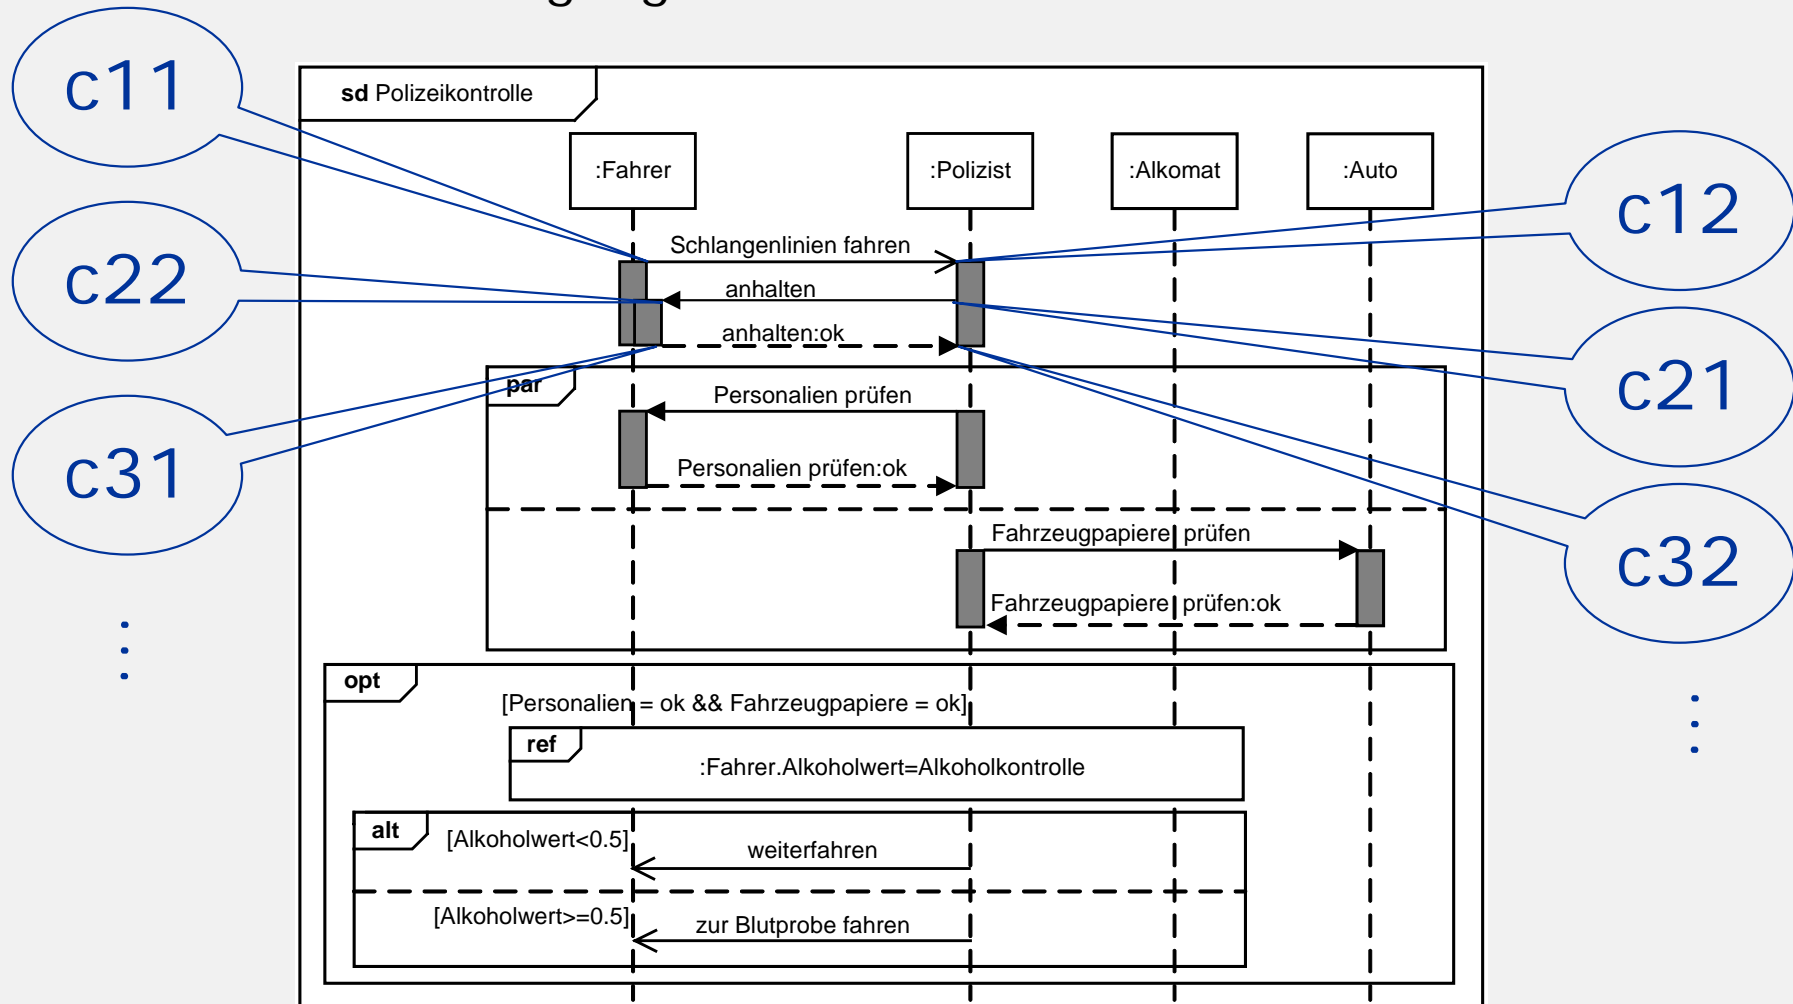 c11
sd Polizeikontrolle
:Fahrer
:Polizist
:Alkomat
:Auto
c12
Schlangenlinien fahren
c22
anhalten
anhalten:ok
c21
par
Personalien prüfen
c31
Personalien prüfen:ok
Fahrzeugpapiere prüfen
c32
Fahrzeugpapiere prüfen:ok
opt
[Personalien = ok && Fahrzeugpapiere = ok]
ref
:Fahrer.Alkoholwert=Alkoholkontrolle
alt
[Alkoholwert<0.5]
weiterfahren
[Alkoholwert>=0.5]
zur Blutprobe fahren